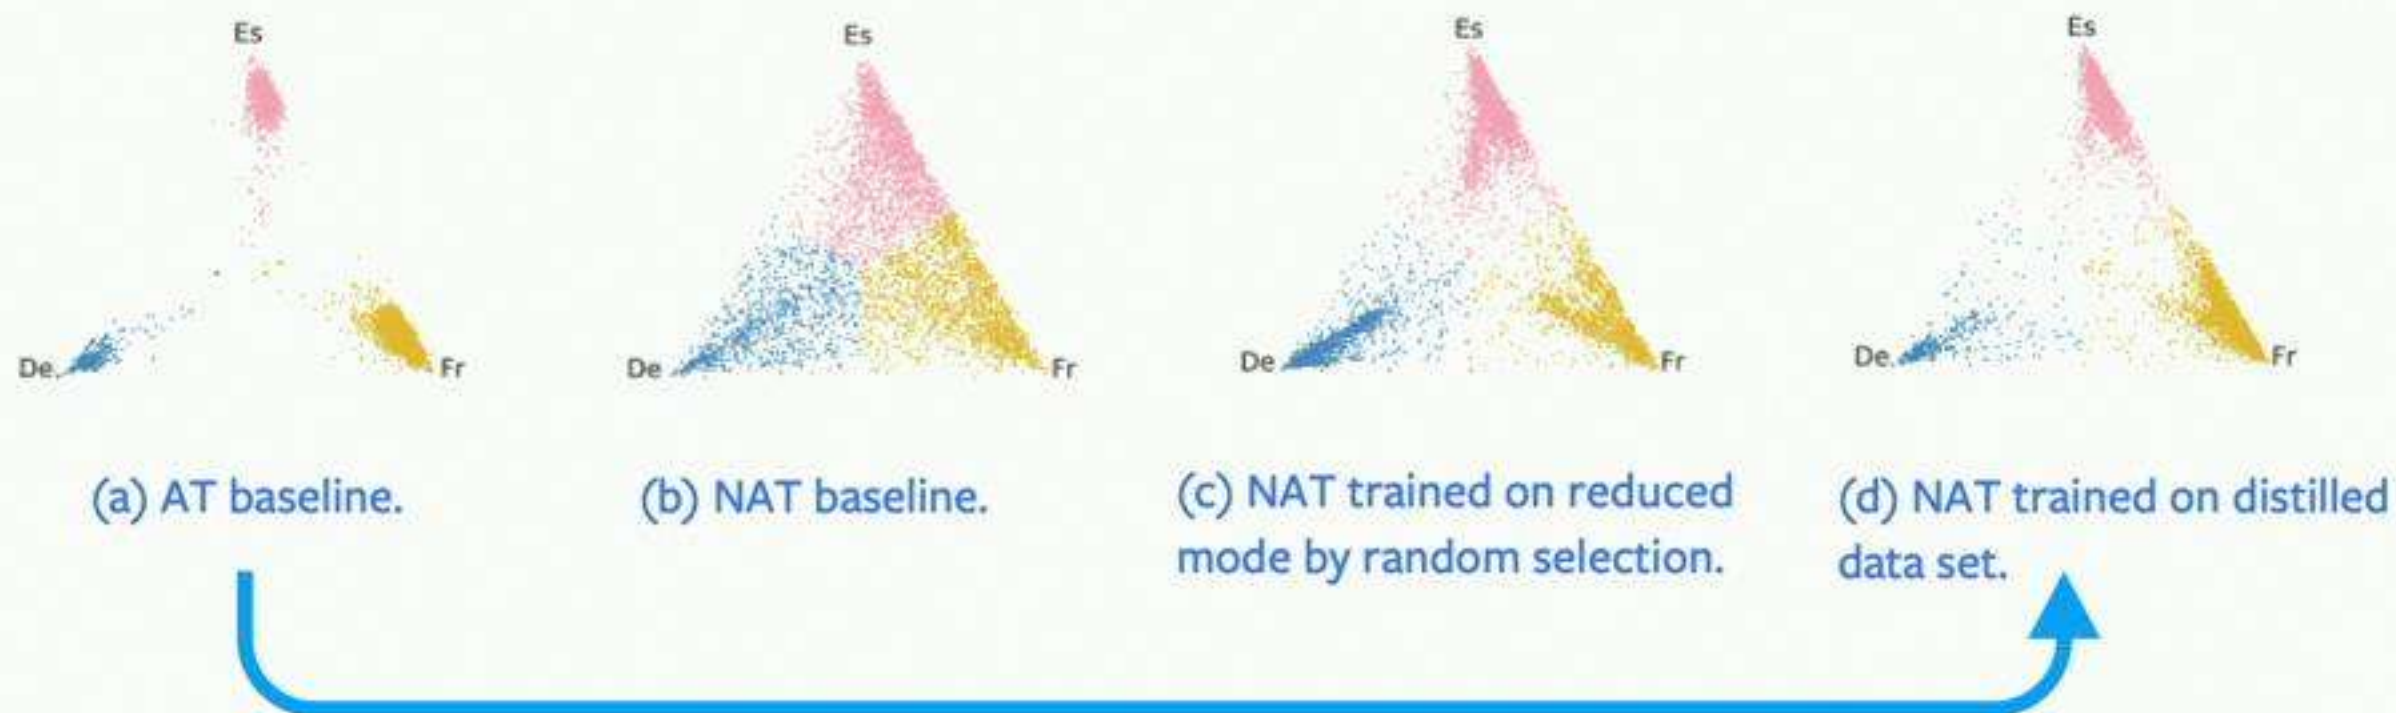 Es
De.
Fr
(a) AT baseline.
Es
De
Fr
(b) NAT baseline.
Es
De
Fr
(c) NAT trained on reduced
mode by random selection.
Es
De.
Fr
(d) NAT trained on distilled
data set.